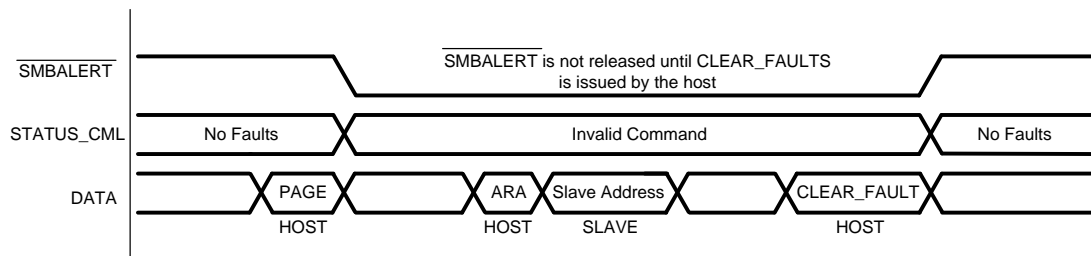 SMBALERT
SMBALERT is not released until CLEAR_FAULTS
is issued by the host
STATUS_CML
No Faults
Invalid Command
No Faults
DATA
PAGE
ARA
Slave Address
CLEAR_FAULT
HOST
HOST
SLAVE
HOST